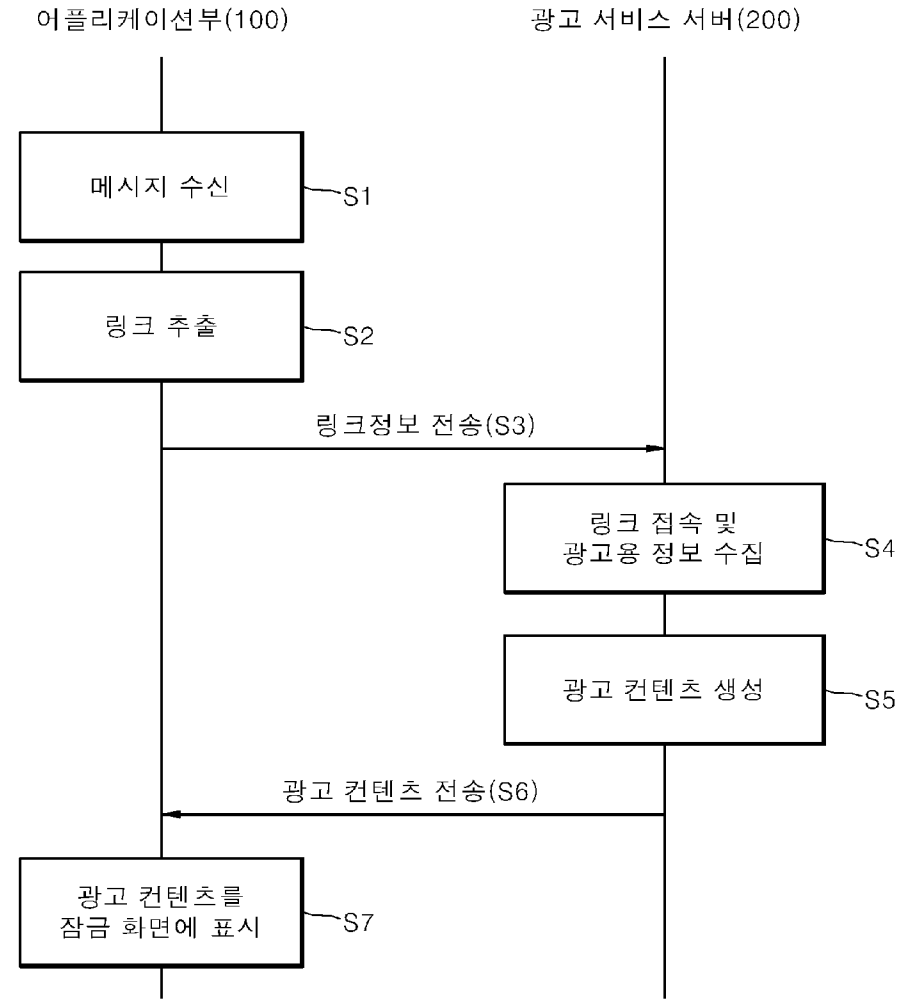 어플리케이션부(100)
광고 서비스 서버(200)
메시지 수신
S1
링크 추출
S2
링크정보 전송(S3)
링크 접속 및
광고용 정보 수집
S4
광고 컨텐츠 생성
S5
광고 컨텐츠 전송(S6)
광고 컨텐츠를
잠금 화면에 표시
S7